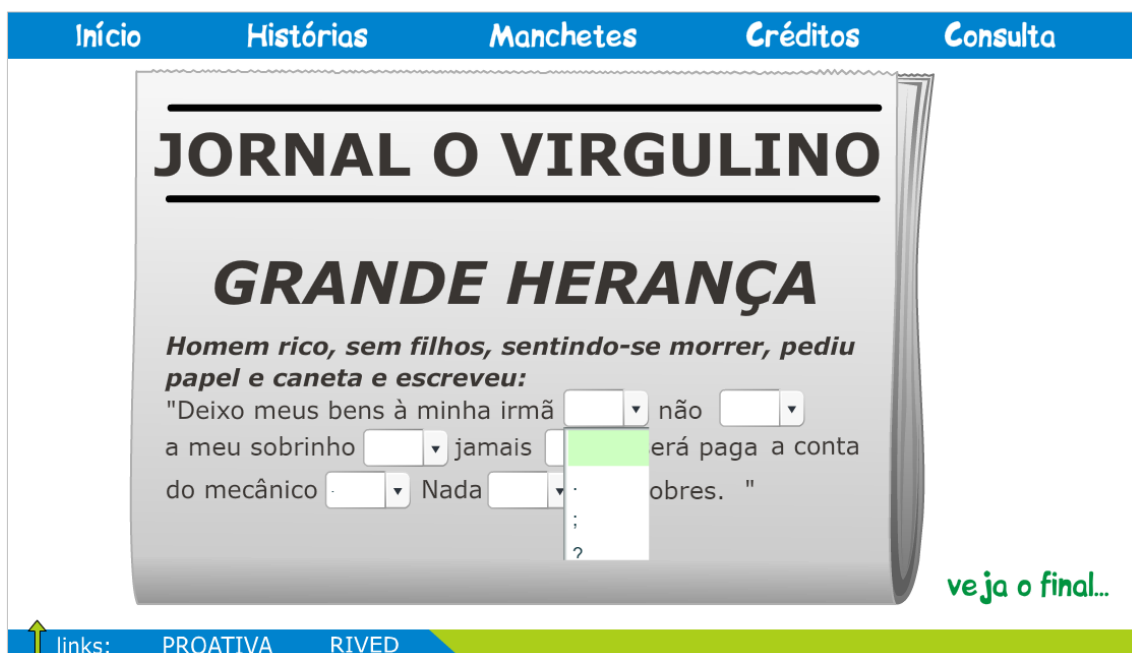 Início Histórias Manchetes Créditos Consulta
JORNAL O VIRGULINO
GRANDE HERANÇA
Homem rico, sem filhos, sentindo-se morrer, pediu
papel e caneta e escreveu:
"Deixo meus bens à minha irmã não
a meu sobrinho jamais erá paga a conta
do mecânico . Nada obres. "
.
;
?
veja o final...
links: PROATIVA RIVED